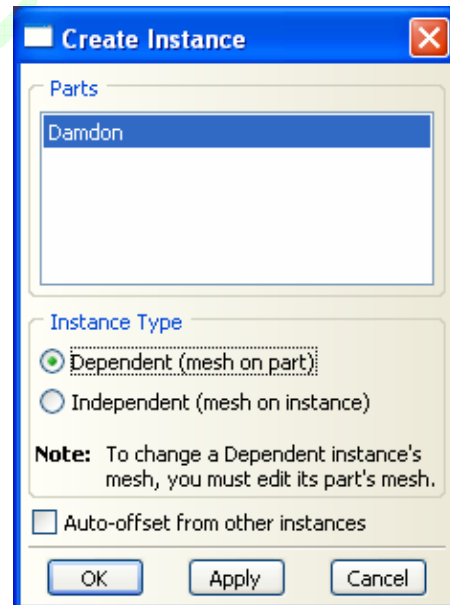 Create Instance
Parts
Damdon
Instance Type
Dependent (mesh on part)
Independent (mesh on instance)
Note: To change a Dependent instance's
mesh, you must edit its part's mesh.
Auto-offset from other instances
OK Apply Cancel